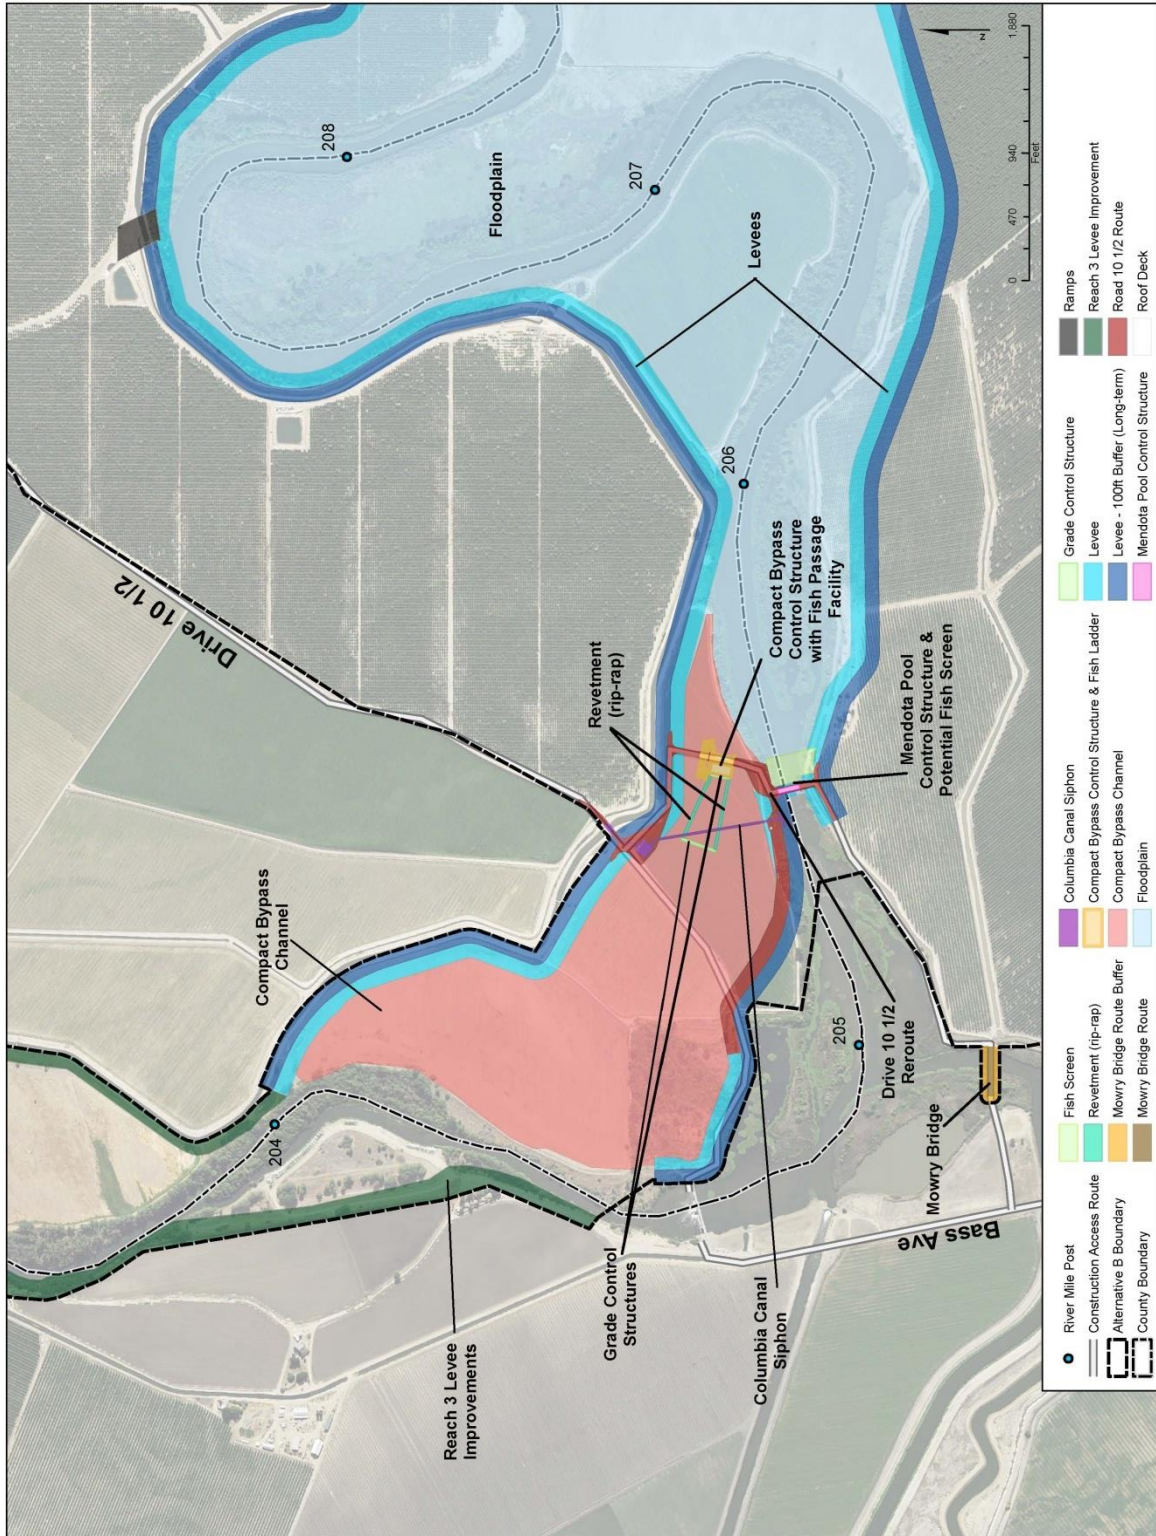 Drive 10 1/2
Compact Bypass
Channel
204
Reach 3 Levee
Improvements
Revetment
(rip-rap)
208
Floodplain
207
Levees
206
Compact Bypass
Control Structure
with Fish Passage
Facility
Mendota Pool
Control Structure &
Potential Fish Screen
Grade Control
Structures
Columbia Canal
Siphon
205
Drive 10 1/2
Reroute
Mowry Bridge
Bass Ave
N
0
470
940
1,880
Feet
River Mile Post
Construction Access Route
Alternative B Boundary
County Boundary
Fish Screen
Revetment (rip-rap)
Mowry Bridge Route Buffer
Mowry Bridge Route
Columbia Canal Siphon
Compact Bypass Control Structure & Fish Ladder
Compact Bypass Channel
Floodplain
Grade Control Structure
Levee
Levee - 100ft Buffer (Long-term)
Mendota Pool Control Structure
Ramps
Reach 3 Levee Improvement
Road 10 1/2 Route
Roof Deck